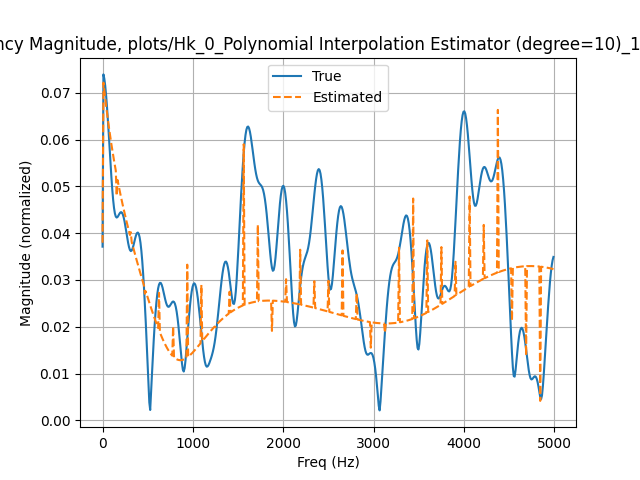 Magnitude, plots/Hk_0_Polynomial Interpolation Estimator (degree=10)_1
True
Estimated
0.07
0.06
0.05
0.04
0.03
0.02
0.01
0.00
Magnitude (normalized)
0 1000 2000 3000 4000 5000
Freq (Hz)